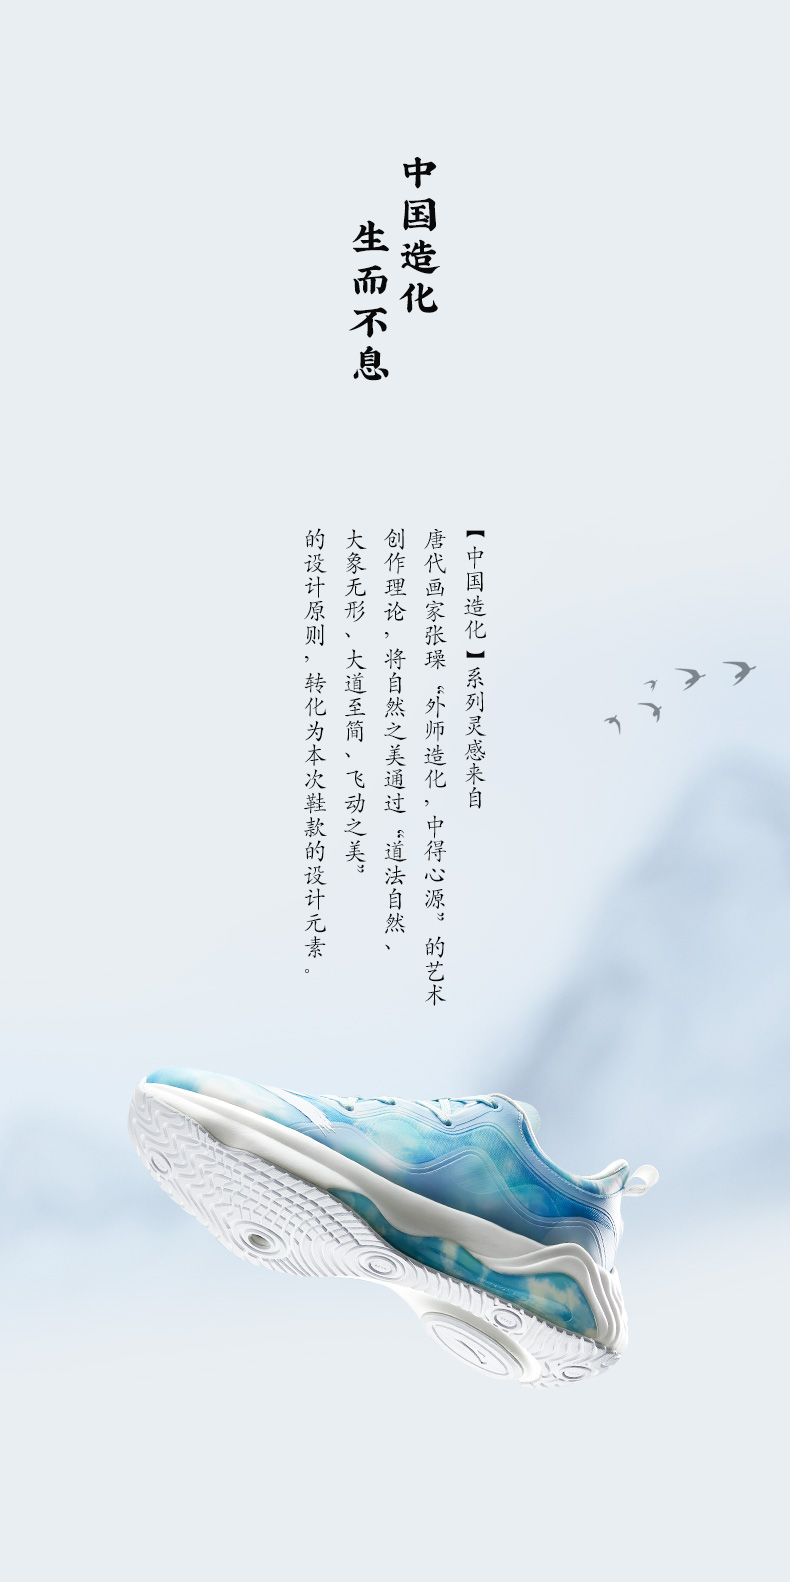 中国造化
生而不息
【中国造化】系列灵感来自
唐代画家张璪“外师造化,中得心源”的艺术
创作理论,将自然之美通过“道法自然、
大象无形、大道至简、飞动之美”
的设计原则,转化为本次鞋款的设计元素。